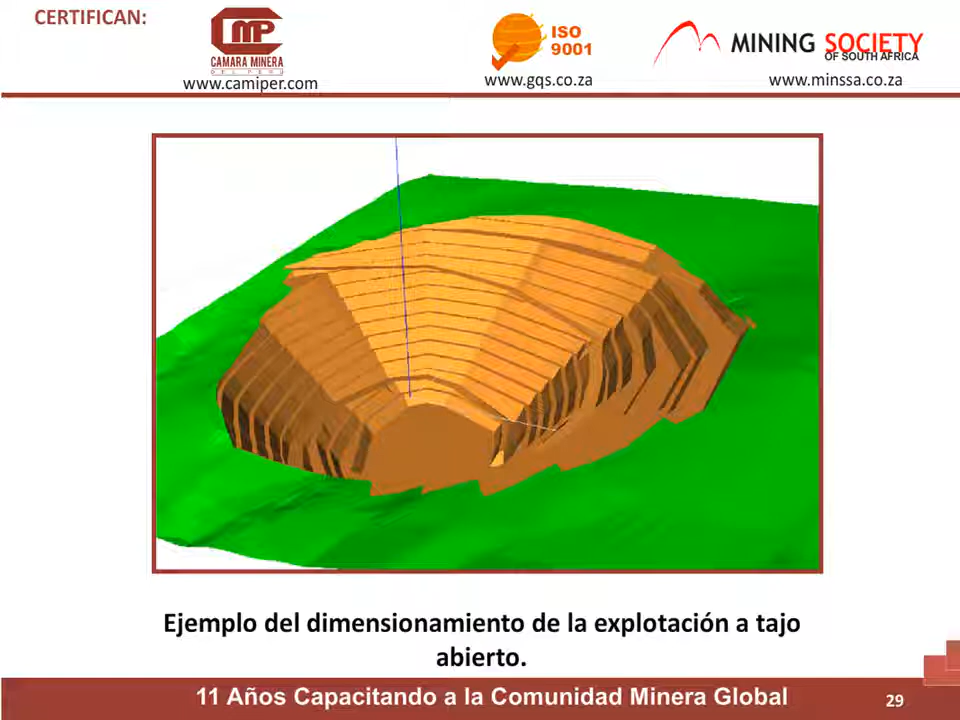 CERTIFICAN:
CMP
CAMARA MINERA
DEL PERU
www.camiper.com
ISO
9001
www.gqs.co.za
MINING SOCIETY
OF SOUTH AFRICA
www.minssa.co.za
Ejemplo del dimensionamiento de la explotación a tajo
abierto.
11 Años Capacitando a la Comunidad Minera Global
29